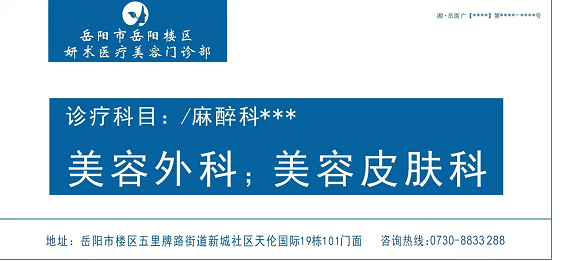 岳阳市岳阳楼区
妍术医疗美容门诊部
湘·岳医广【****】第****-****号
诊疗科目：/麻醉科***
美容外科；美容皮肤科
地址：岳阳市楼区五里牌路街道新城社区天伦国际19栋101门面 咨询热线:0730-8833288